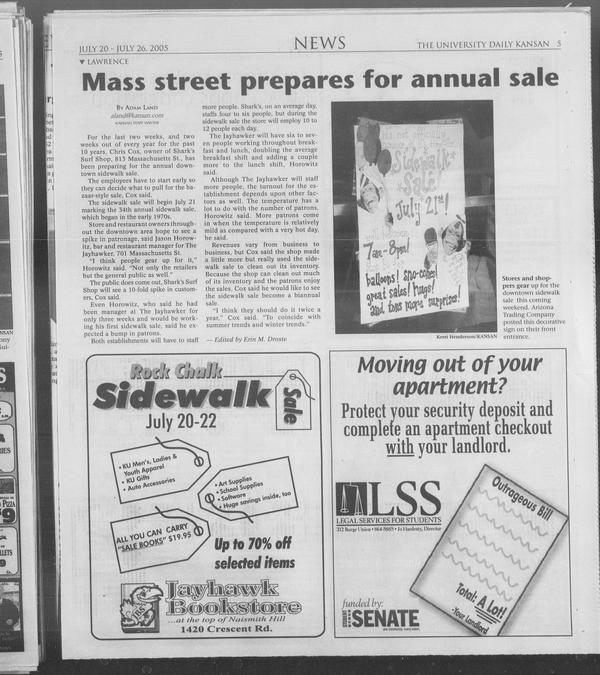 JULY 20 - JULY 26, 2005
NEWS
THE UNIVERSITY DAILY KANSAN 5
▼ LAWRENCE
Mass street prepares for annual sale
BY ADAM LAND
aland@kansan.com
KANSAN STAFF WRITER
For the last two weeks, and two
weeks out of every year for the past
10 years, Chris Cox, owner of Shark's
Surf Shop, 813 Massachusetts St., has
been preparing for the annual down-
town sidewalk sale.
The employees have to start early so
they can decide what to pull for the ba-
zaar-style sale, Cox said.
The sidewalk sale will begin July 21
marking the 34th annual sidewalk sale,
which began in the early 1970s.
Store and restaurant owners through-
out the downtown area hope to see a
spike in patronage, said Jason Horow-
itz, bar and restaurant manager for The
Jayhawker, 701 Massachusetts St.
"I think people gear up for it,"
Horowitz said. "Not only the retailers
but the general public as well."
The public does come out, Shark's Surf
Shop will see a 10-fold spike in custom-
ers, Cox said.
Even Horowitz, who said he had
been manager at The Jayhawker for
only three weeks and would be work-
ing his first sidewalk sale, said he ex-
pected a bump in patrons.
Both establishments will have to staff
more people. Shark's, on an average day,
staffs four to six people, but during the
sidewalk sale the store will employ 10 to
12 people each day.
The Jayhawker will have six to sev-
en people working throughout break-
fast and lunch, doubling the average
breakfast shift and adding a couple
more to the lunch shift, Horowitz
said.
Although The Jayhawker will staff
more people, the turnout for the es-
tablishment depends upon other fac-
tors as well. The temperature has a
lot to do with the number of patrons,
Horowitz said. More patrons come
in when the temperature is relatively
mild as compared with a very hot day,
he said.
Revenues vary from business to
business, but Cox said the shop made
a little more but really used the side-
walk sale to clean out its inventory.
Because the shop can clean out much
of its inventory and the patrons enjoy
the sales, Cox said he would like to see
the sidewalk sale become a biannual
sale.
"I think they should do it twice a
year," Cox said. "To coincide with
summer trends and winter trends."
— Edited by Erin M. Droste
Sidewalk
Sale
July 21st!
7am - 8pm!
balloons! sno-cones!
great sales! hugs!
and tons more surprises!
Kerri Henderson/KANSAN
Stores and shop-
pers gear up for the
downtown sidewalk
sale this coming
weekend. Arizona
Trading Company
posted this decorative
sign on their front
entrance.
Rock Chalk
Sidewalk
Sale
July 20-22
• KU Men's, Ladies &
Youth Apparel
• KU Gifts
• Auto Accessories
• Art Supplies
• School Supplies
• Software
• Huge savings inside, too
ALL YOU CAN CARRY
"SALE BOOKS" $19.95
Up to 70% off
selected items
Jayhawk
Bookstore
...at the top of Naismith Hill
1420 Crescent Rd.
Moving out of your
apartment?
Protect your security deposit and
complete an apartment checkout
with your landlord.
LSS
LEGAL SERVICES FOR STUDENTS
312 Burge Union • 864-5665 • Jo Hardesty, Director
Outrageous Bill
Total: A Lot!
-Your Landlord
funded by:
STUDENT
SENATE